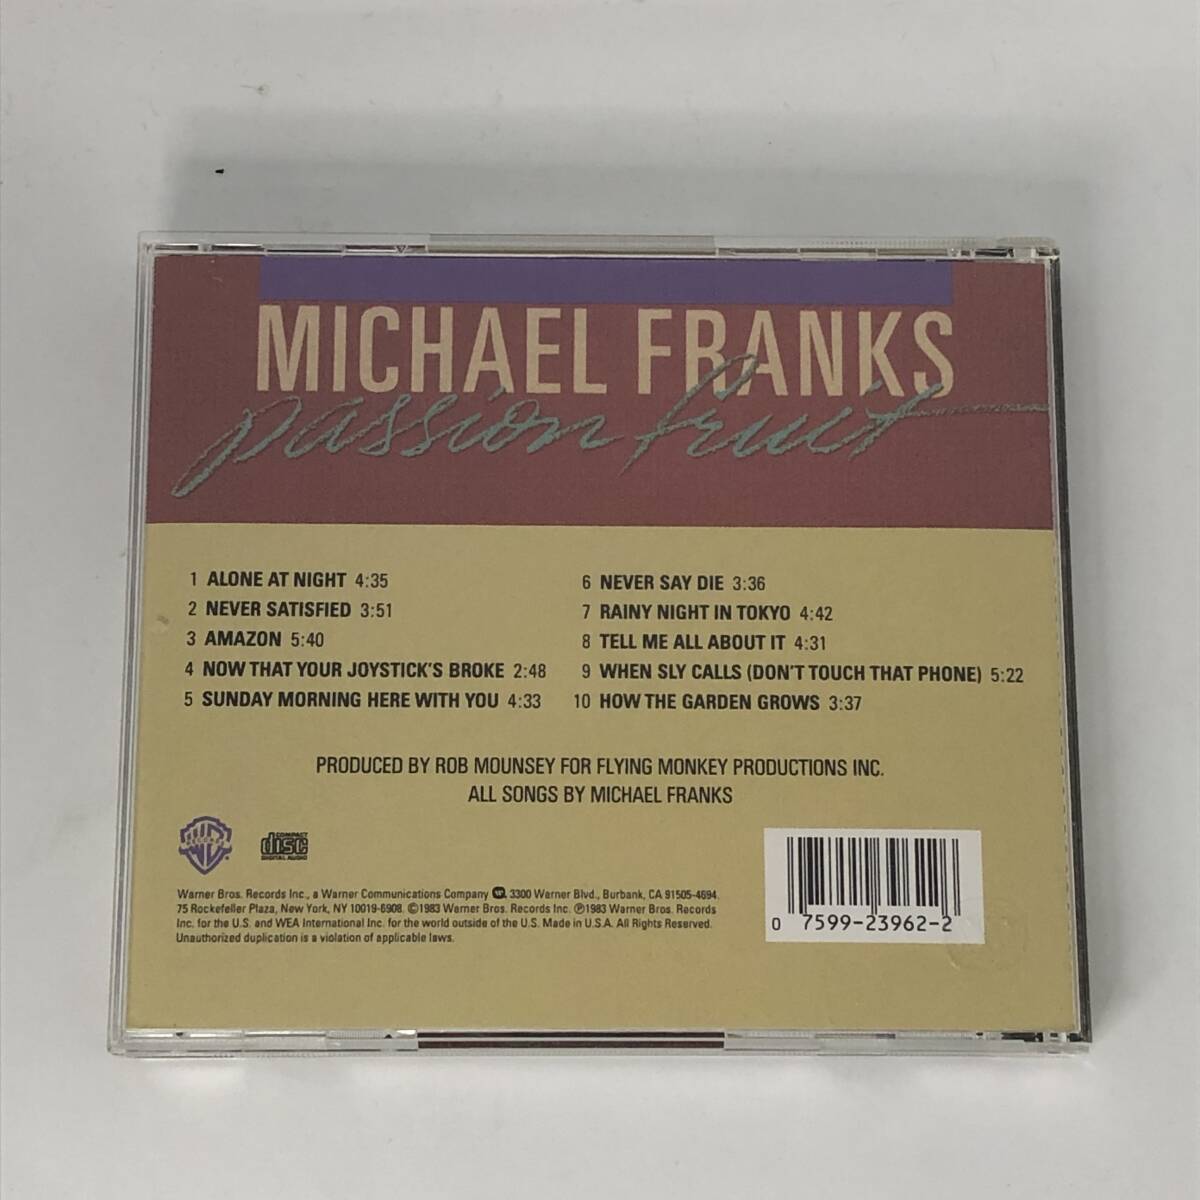 MICHAEL FRANKS
passion fruit
1 ALONE AT NIGHT 4:35
2 NEVER SATISFIED 3:51
3 AMAZON 5:40
4 NOW THAT YOUR JOYSTICK'S BROKE 2:48
5 SUNDAY MORNING HERE WITH YOU 4:33
6 NEVER SAY DIE 3:36
7 RAINY NIGHT IN TOKYO 4:42
8 TELL ME ALL ABOUT IT 4:31
9 WHEN SLY CALLS (DON'T TOUCH THAT PHONE) 5:22
10 HOW THE GARDEN GROWS 3:37
PRODUCED BY ROB MOUNSEY FOR FLYING MONKEY PRODUCTIONS INC.
ALL SONGS BY MICHAEL FRANKS
WB RECORDS
COMPACT
disc
DIGITAL AUDIO
Warner Bros. Records Inc., a Warner Communications Company 3300 Warner Blvd., Burbank, CA 91505-4694.
75 Rockefeller Plaza, New York, NY 10019-6908. ©1983 Warner Bros. Records Inc. ℗1983 Warner Bros. Records
Inc. for the U.S. and WEA International Inc. for the world outside of the U.S. Made in U.S.A. All Rights Reserved.
Unauthorized duplication is a violation of applicable laws.
0 7599-23962-2